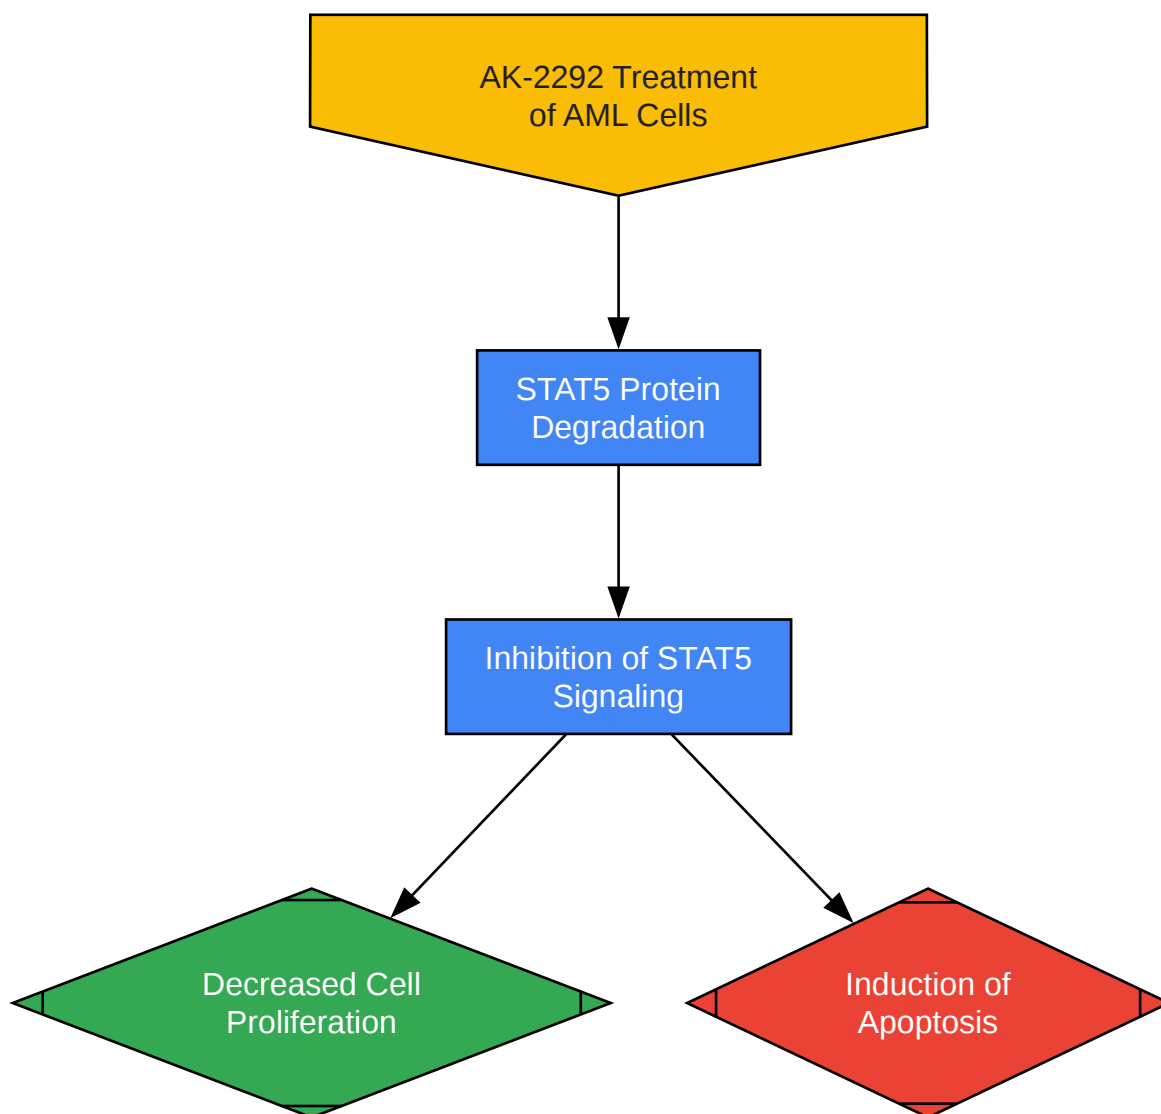 AK-2292 Treatment
of AML Cells
STAT5 Protein
Degradation
Inhibition of STAT5
Signaling
Decreased Cell
Proliferation
Induction of
Apoptosis